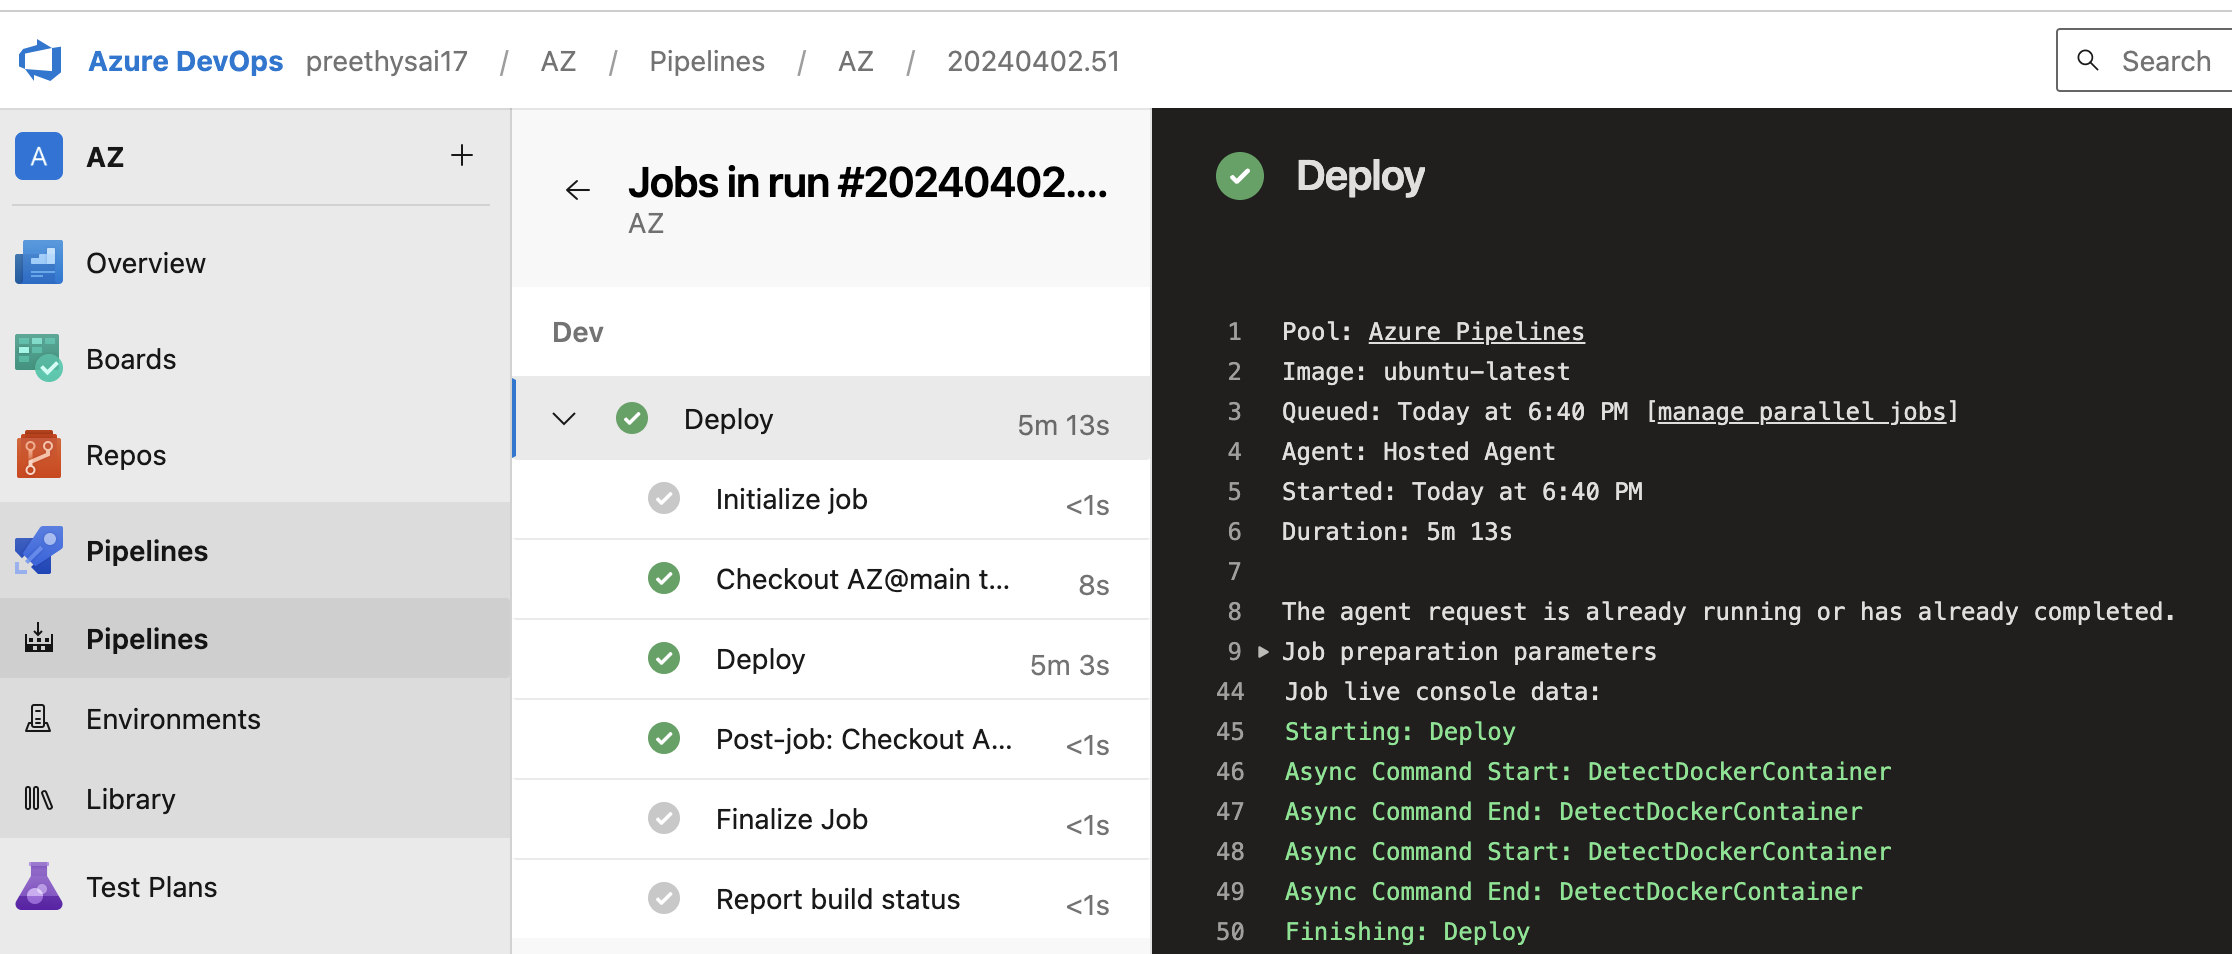 Azure DevOps preethysai17 / AZ / Pipelines / AZ / 20240402.51
Search
A AZ
Overview
Boards
Repos
Pipelines
Pipelines
Environments
Library
Test Plans
Jobs in run #20240402....
AZ
Dev
Deploy 5m 13s
Initialize job <1s
Checkout AZ@main t... 8s
Deploy 5m 3s
Post-job: Checkout A... <1s
Finalize Job <1s
Report build status <1s
Deploy
1 Pool: Azure Pipelines
2 Image: ubuntu-latest
3 Queued: Today at 6:40 PM [manage parallel jobs]
4 Agent: Hosted Agent
5 Started: Today at 6:40 PM
6 Duration: 5m 13s
7
8 The agent request is already running or has already completed.
9 Job preparation parameters
44 Job live console data:
45 Starting: Deploy
46 Async Command Start: DetectDockerContainer
47 Async Command End: DetectDockerContainer
48 Async Command Start: DetectDockerContainer
49 Async Command End: DetectDockerContainer
50 Finishing: Deploy